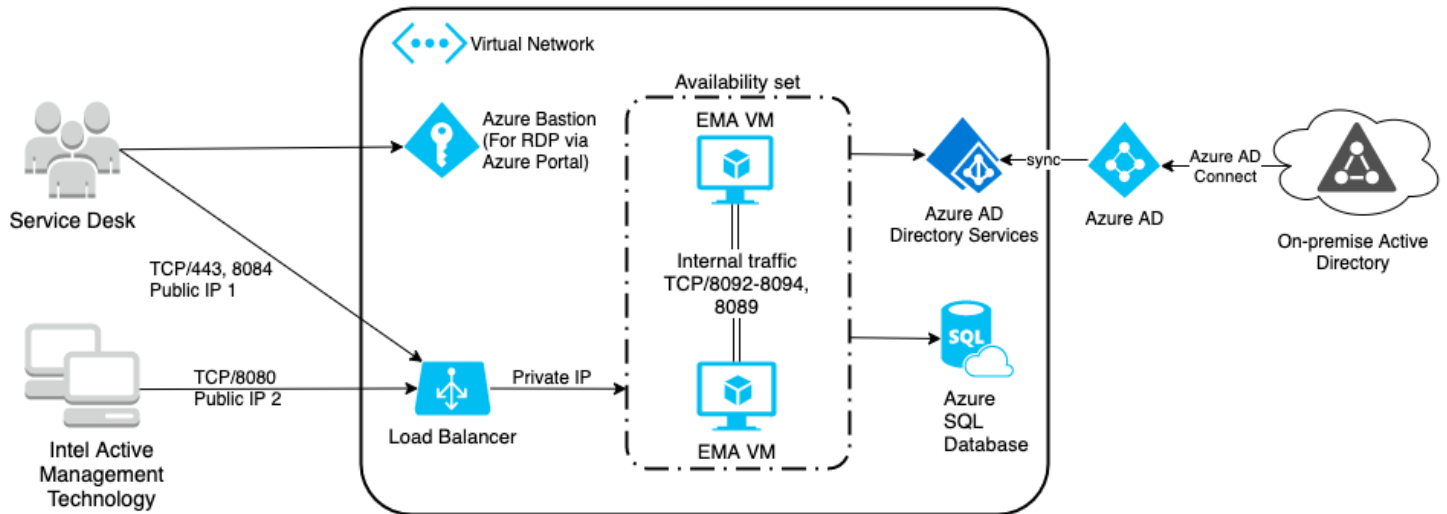 Virtual Network
Availability set
Azure Bastion
(For RDP via
Azure Portal)
EMA VM
Service Desk
TCP/443, 8084
Public IP 1
Internal traffic
TCP/8092-8094,
8089
Azure AD
Directory Services
sync
Azure AD
Azure AD
Connect
On-premise Active
Directory
TCP/8080
Public IP 2
Load Balancer
Private IP
EMA VM
SQL
Azure
SQL
Database
Intel Active
Management
Technology